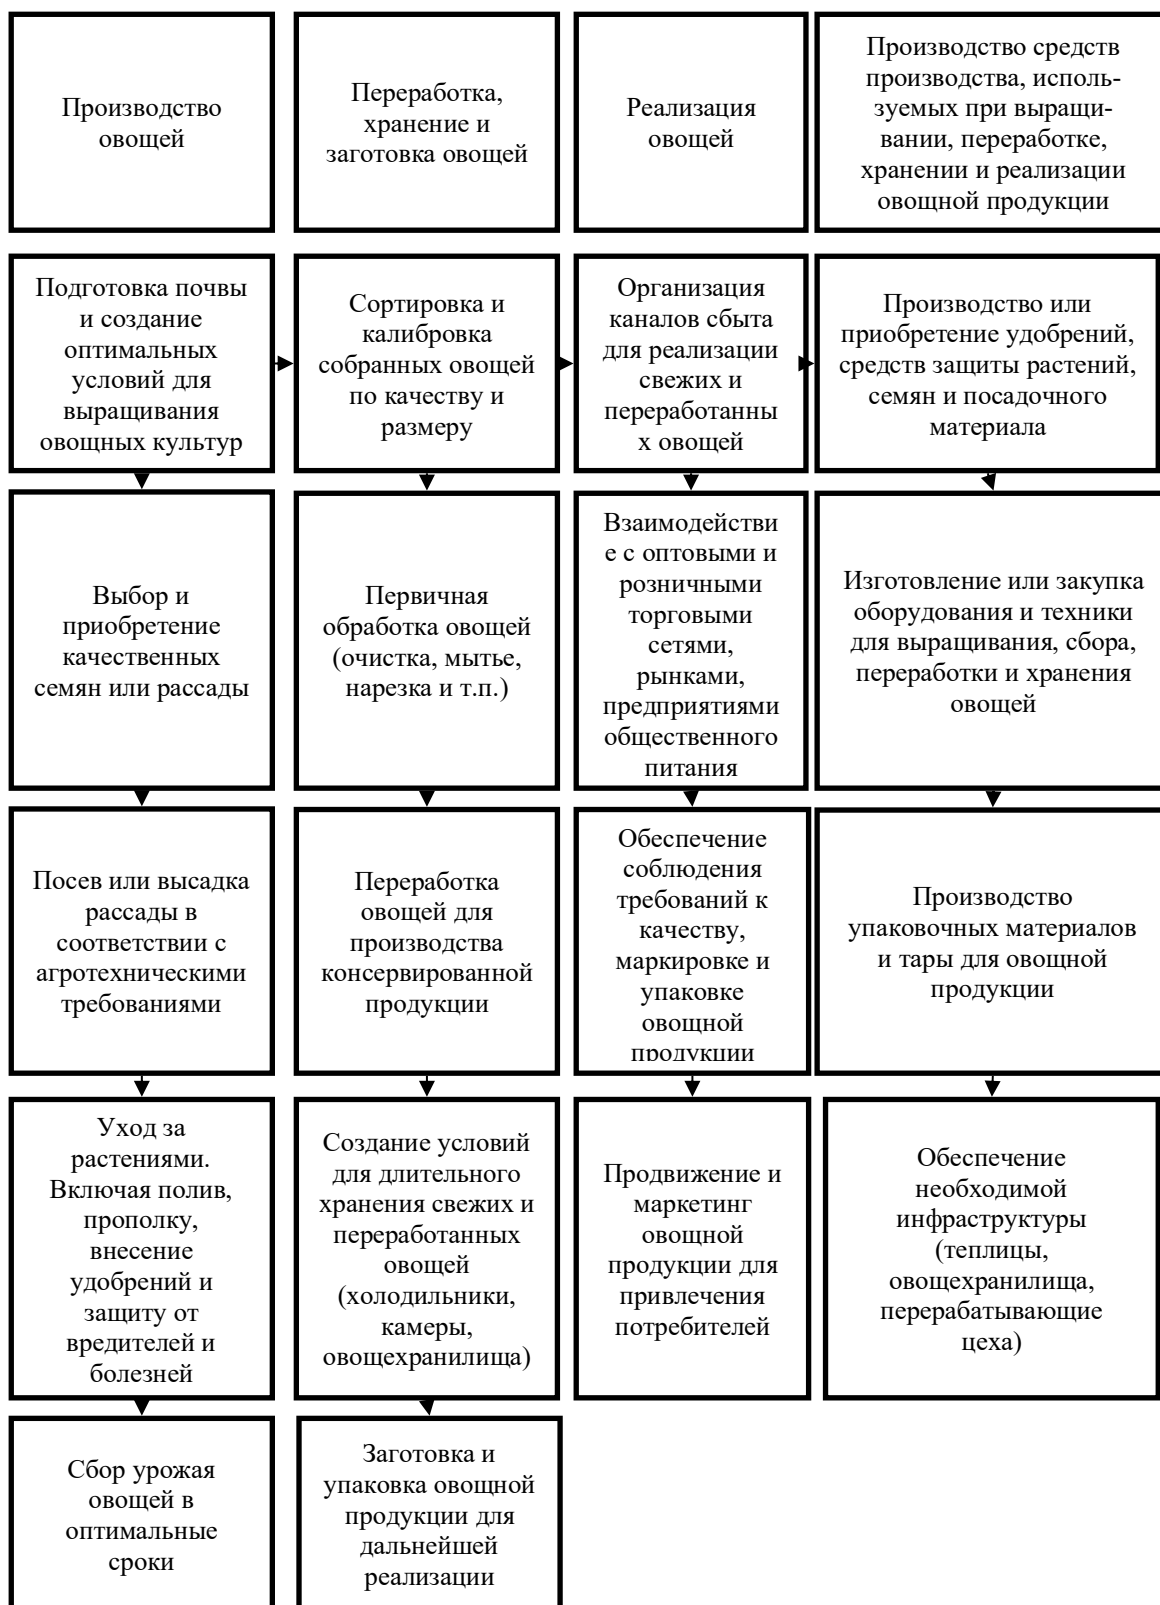 Производство
овощей
Переработка,
хранение и
заготовка овощей
Реализация
овощей
Производство средств
производства, исполь-
зуемых при выращи-
вании, переработке,
хранении и реализации
овощной продукции
Подготовка почвы
и создание
оптимальных
условий для
выращивания
овощных культур
Сортировка и
калибровка
собранных овощей
по качеству и
размеру
Организация
каналов сбыта
для реализации
свежих и
переработанны
х овощей
Производство или
приобретение удобрений,
средств защиты растений,
семян и посадочного
материала
Выбор и
приобретение
качественных
семян или рассады
Первичная
обработка овощей
(очистка, мытье,
нарезка и т.п.)
Взаимодействи
е с оптовыми и
розничными
торговыми
сетями,
рынками,
предприятиями
общественного
питания
Изготовление или закупка
оборудования и техники
для выращивания, сбора,
переработки и хранения
овощей
Посев или высадка
рассады в
соответствии с
агротехническими
требованиями
Переработка
овощей для
производства
консервированной
продукции
Обеспечение
соблюдения
требований к
качеству,
маркировке и
упаковке
овощной
продукции
Производство
упаковочных материалов
и тары для овощной
продукции
Уход за
растениями.
Включая полив,
прополку,
внесение
удобрений и
защиту от
вредителей и
болезней
Создание условий
для длительного
хранения свежих и
переработанных
овощей
(холодильники,
камеры,
овощехранилища)
Продвижение и
маркетинг
овощной
продукции для
привлечения
потребителей
Обеспечение
необходимой
инфраструктуры
(теплицы,
овощехранилища,
перерабатывающие
цеха)
Сбор урожая
овощей в
оптимальные
сроки
Заготовка и
упаковка овощной
продукции для
дальнейшей
реализации